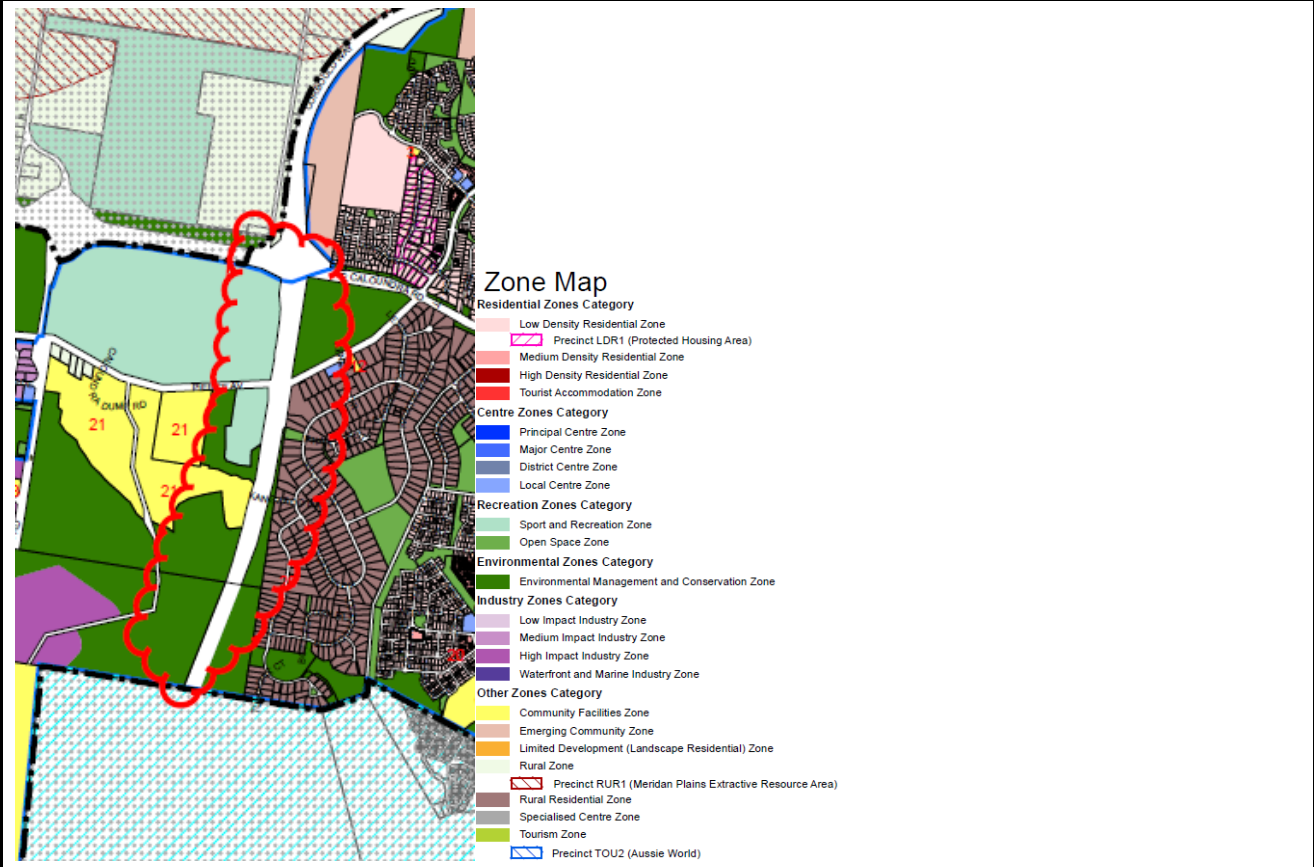 CALOUNDRA RD
DUMP RD
21
21
20
CT
Zone Map
Residential Zones Category
Low Density Residential Zone
Precinct LDR1 (Protected Housing Area)
Medium Density Residential Zone
High Density Residential Zone
Tourist Accommodation Zone
Centre Zones Category
Principal Centre Zone
Major Centre Zone
District Centre Zone
Local Centre Zone
Recreation Zones Category
Sport and Recreation Zone
Open Space Zone
Environmental Zones Category
Environmental Management and Conservation Zone
Industry Zones Category
Low Impact Industry Zone
Medium Impact Industry Zone
High Impact Industry Zone
Waterfront and Marine Industry Zone
Other Zones Category
Community Facilities Zone
Emerging Community Zone
Limited Development (Landscape Residential) Zone
Rural Zone
Precinct RUR1 (Meridan Plains Extractive Resource Area)
Rural Residential Zone
Specialised Centre Zone
Tourism Zone
Precinct TOU2 (Aussie World)